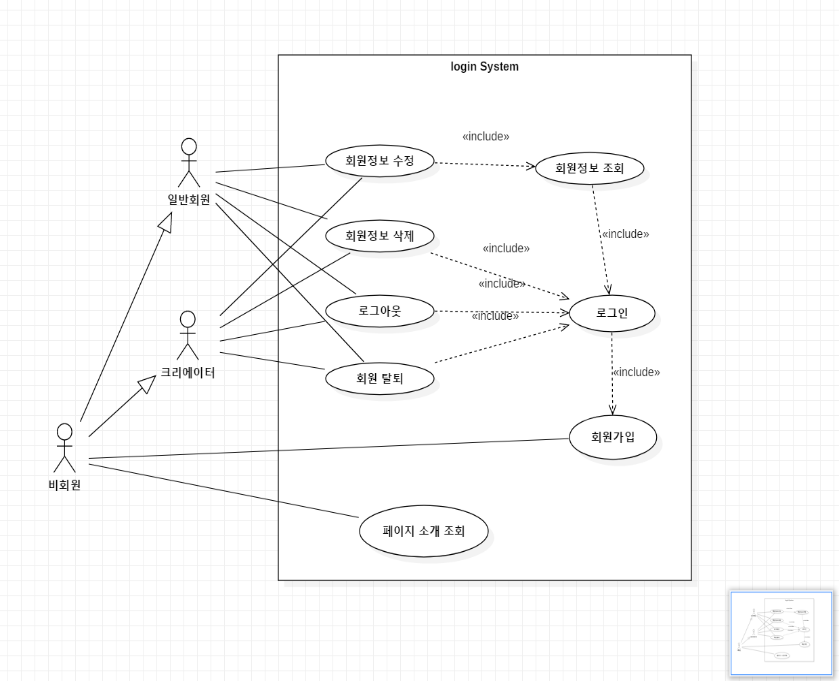 login System
«include»
회원정보 수정
회원정보 조회
일반회원
회원정보 삭제
«include»
«include»
«include»
로그아웃
«include»
로그인
크리에이터
회원 탈퇴
«include»
회원가입
비회원
페이지 소개 조회